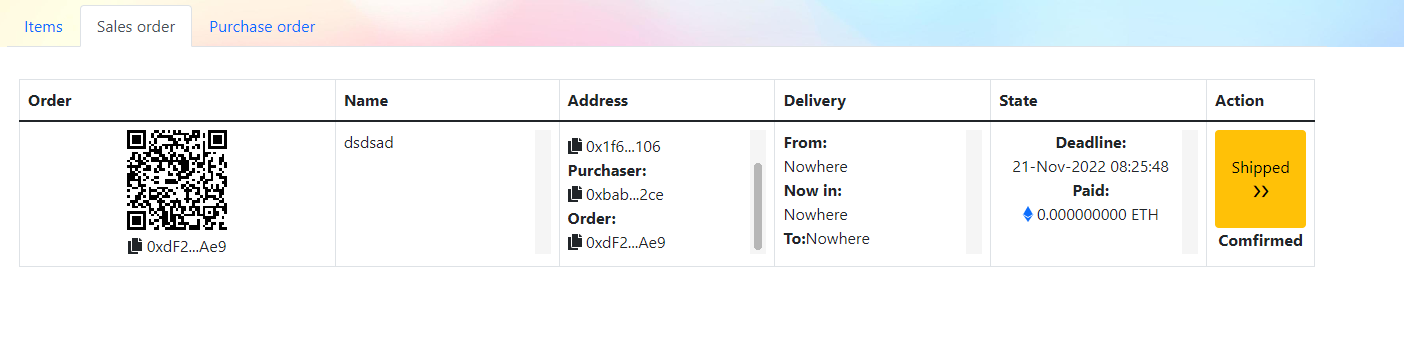 Items Sales order Purchase order
Order Name Address Delivery State Action
0xdF2...Ae9
dsdsad
0x1f6...106
Purchaser:
0xbab...2ce
Order:
0xdF2...Ae9
From:
Nowhere
Now in:
Nowhere
To:Nowhere
Deadline:
21-Nov-2022 08:25:48
Paid:
0.000000000 ETH
Shipped
Comfirmed